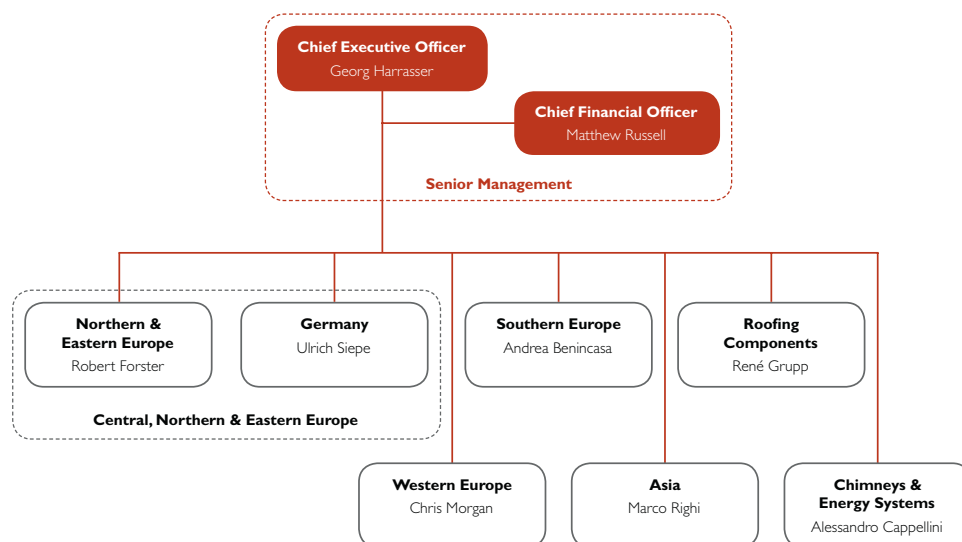 Chief Executive Officer
Georg Harrasser
Chief Financial Officer
Matthew Russell
Senior Management
Northern &
Eastern Europe
Robert Forster
Germany
Ulrich Siepe
Southern Europe
Andrea Benincasa
Roofing
Components
René Grupp
Central, Northern & Eastern Europe
Western Europe
Chris Morgan
Asia
Marco Righi
Chimneys &
Energy Systems
Alessandro Cappellini